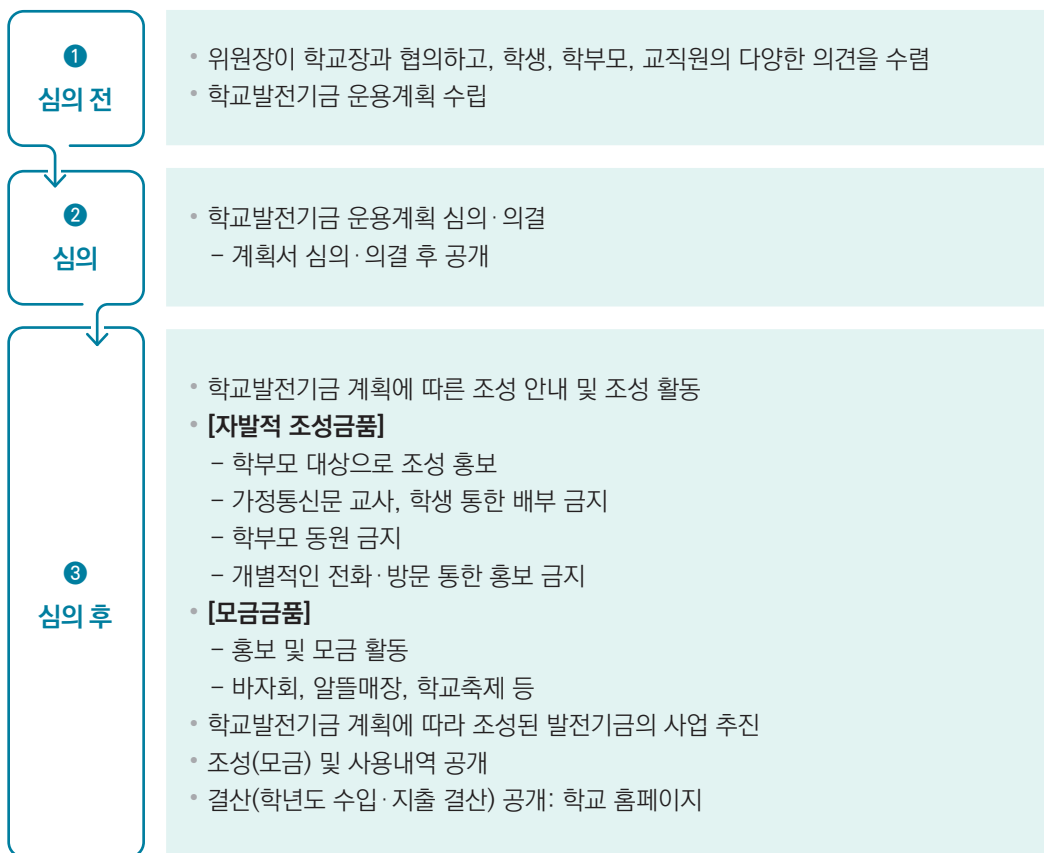 ❶
심의 전
• 위원장이 학교장과 협의하고, 학생, 학부모, 교직원의 다양한 의견을 수렴
• 학교발전기금 운용계획 수립
❷
심의
• 학교발전기금 운용계획 심의·의결
– 계획서 심의·의결 후 공개
❸
심의 후
• 학교발전기금 계획에 따른 조성 안내 및 조성 활동
• [자발적 조성금품]
– 학부모 대상으로 조성 홍보
– 가정통신문 교사, 학생 통한 배부 금지
– 학부모 동원 금지
– 개별적인 전화·방문 통한 홍보 금지
• [모금금품]
– 홍보 및 모금 활동
– 바자회, 알뜰매장, 학교축제 등
• 학교발전기금 계획에 따라 조성된 발전기금의 사업 추진
• 조성(모금) 및 사용내역 공개
• 결산(학년도 수입·지출 결산) 공개: 학교 홈페이지